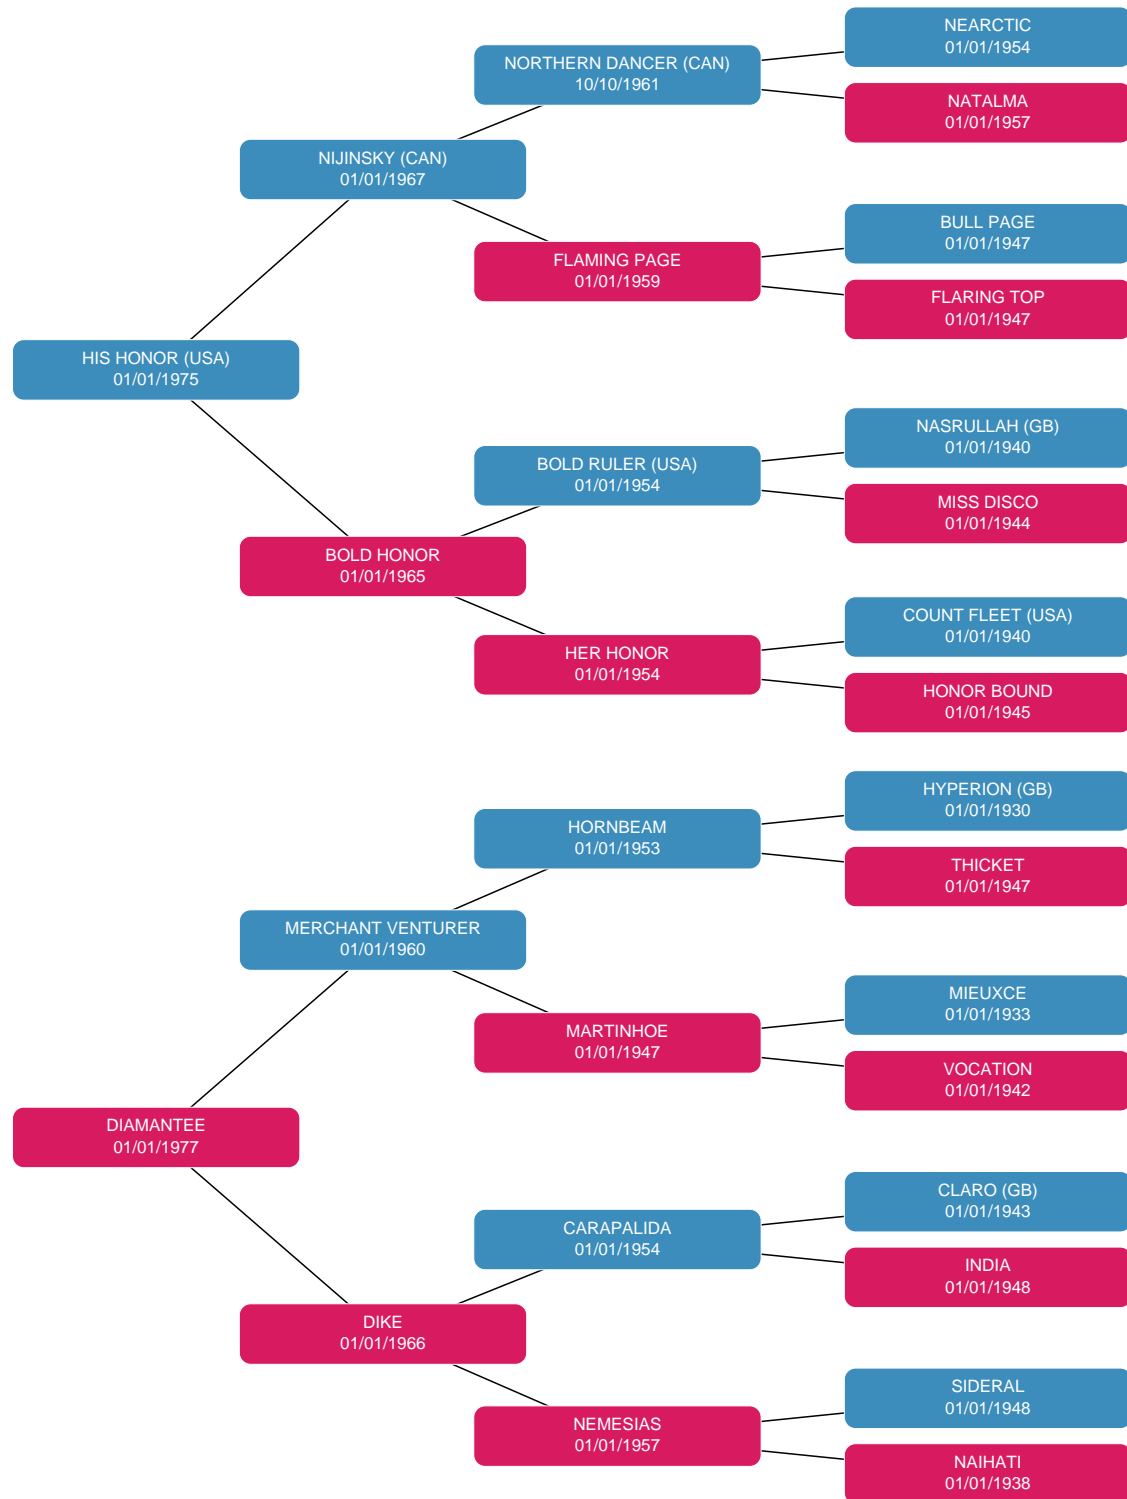 NEARCTIC
01/01/1954
NORTHERN DANCER (CAN)
10/10/1961
NATALMA
01/01/1957
NIJINSKY (CAN)
01/01/1967
BULL PAGE
01/01/1947
FLAMING PAGE
01/01/1959
FLARING TOP
01/01/1947
HIS HONOR (USA)
01/01/1975
NASRULLAH (GB)
01/01/1940
BOLD RULER (USA)
01/01/1954
MISS DISCO
01/01/1944
BOLD HONOR
01/01/1965
COUNT FLEET (USA)
01/01/1940
HER HONOR
01/01/1954
HONOR BOUND
01/01/1945
HYPERION (GB)
01/01/1930
HORNBEAM
01/01/1953
THICKET
01/01/1947
MERCHANT VENTURER
01/01/1960
MIEUXCE
01/01/1933
MARTINHOE
01/01/1947
VOCATION
01/01/1942
DIAMANTEE
01/01/1977
CLARO (GB)
01/01/1943
CARAPALIDA
01/01/1954
INDIA
01/01/1948
DIKE
01/01/1966
SIDERAL
01/01/1948
NEMESIAS
01/01/1957
NAIHATI
01/01/1938